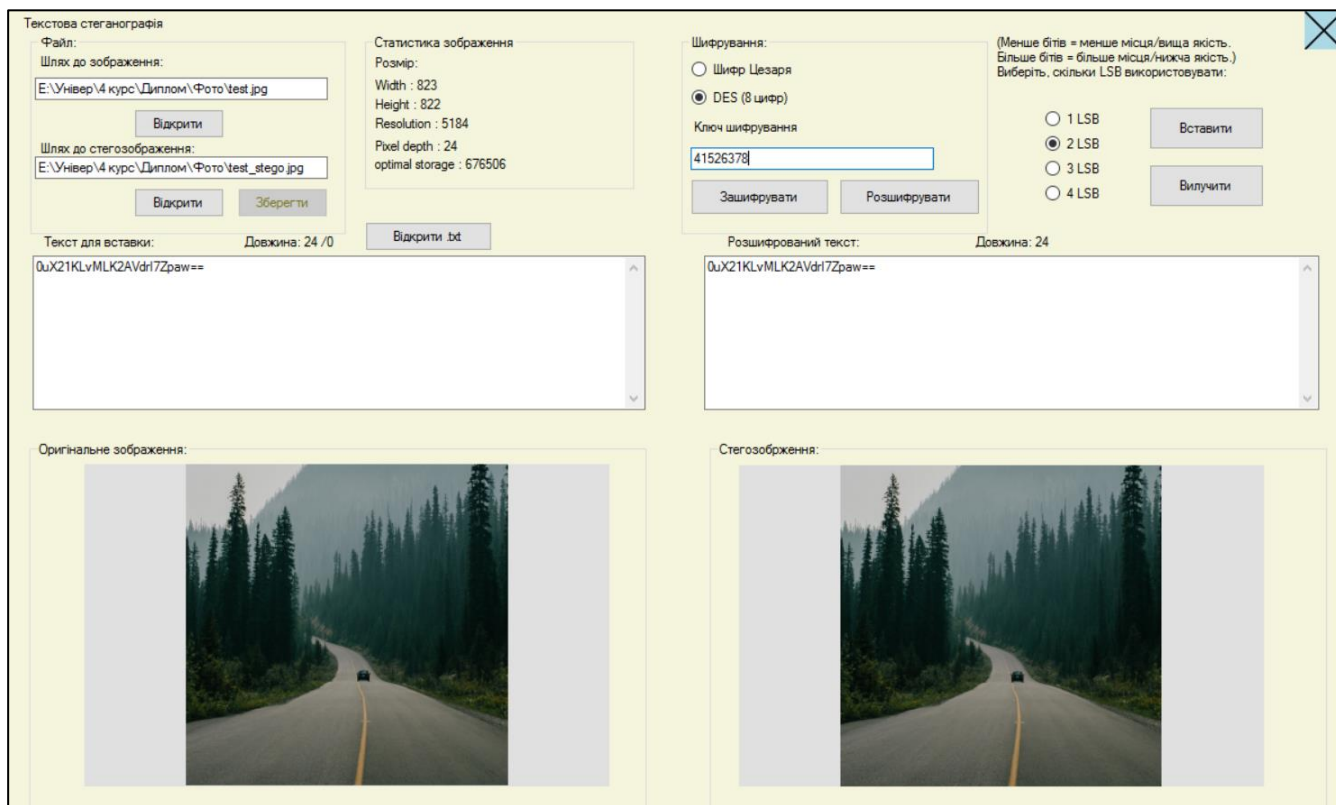 Текстова стеганографія
Файл:
Шлях до зображення:
E:\Універ\4 курс\Диплом\Фото\test.jpg
Відкрити
Шлях до стегозображення:
E:\Універ\4 курс\Диплом\Фото\test_stego.jpg
Відкрити
Зберегти
Статистика зображення
Розмір:
Width : 823
Height : 822
Resolution : 5184
Pixel depth : 24
optimal storage : 676506
Шифрування:
Шифр Цезаря
DES (8 цифр)
Ключ шифрування
41526378
Зашифрувати
Розшифрувати
(Менше бітів = менше місця/вища якість.
Більше бітів = більше місця/нижча якість.)
Виберіть, скільки LSB використовувати:
1 LSB
2 LSB
3 LSB
4 LSB
Вставити
Вилучити
Текст для вставки:
Довжина: 24 /0
Відкрити .txt
0uX21KLvMLK2AVdrI7Zpaw==
Розшифрований текст:
Довжина: 24
0uX21KLvMLK2AVdrI7Zpaw==
Оригінальне зображення:
Стегозобрження: